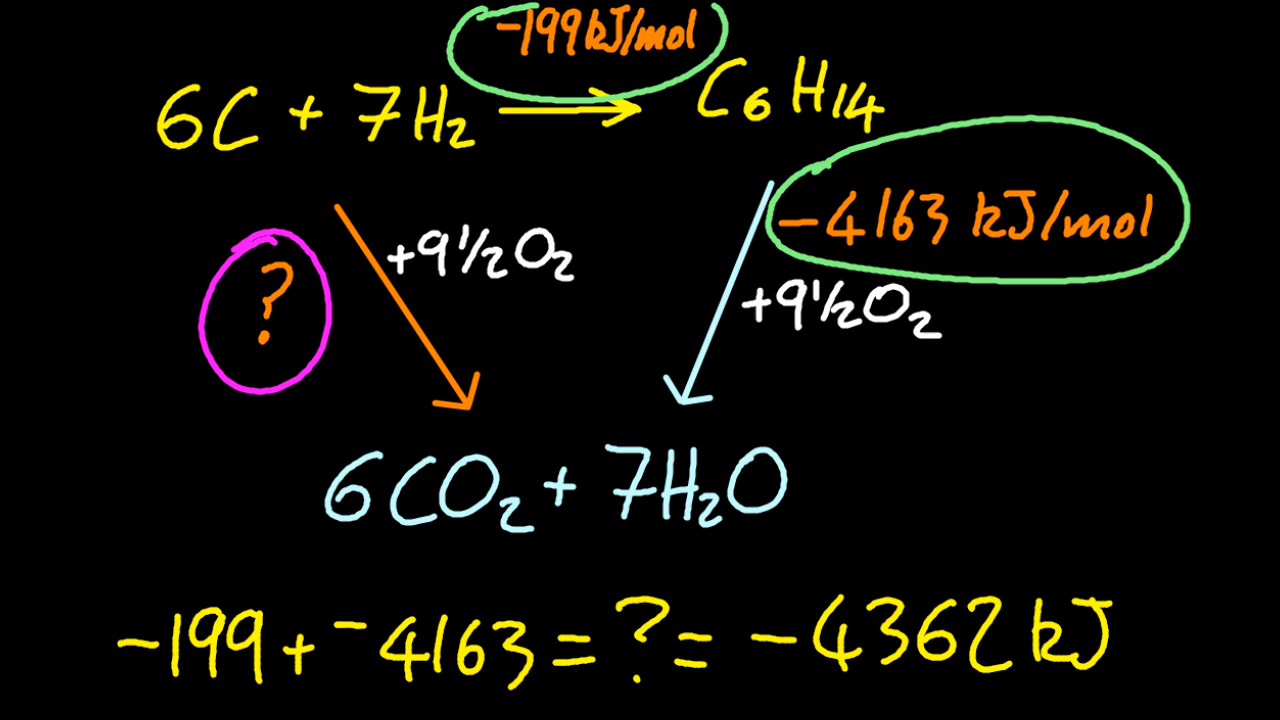 -199kJ/mol
6C + 7H₂ → C₆H₁₄
-4163 kJ/mol
+9½O₂
?
+9½O₂
6CO₂ + 7H₂O
-199 + ⁻4163 = ? = -4362 kJ